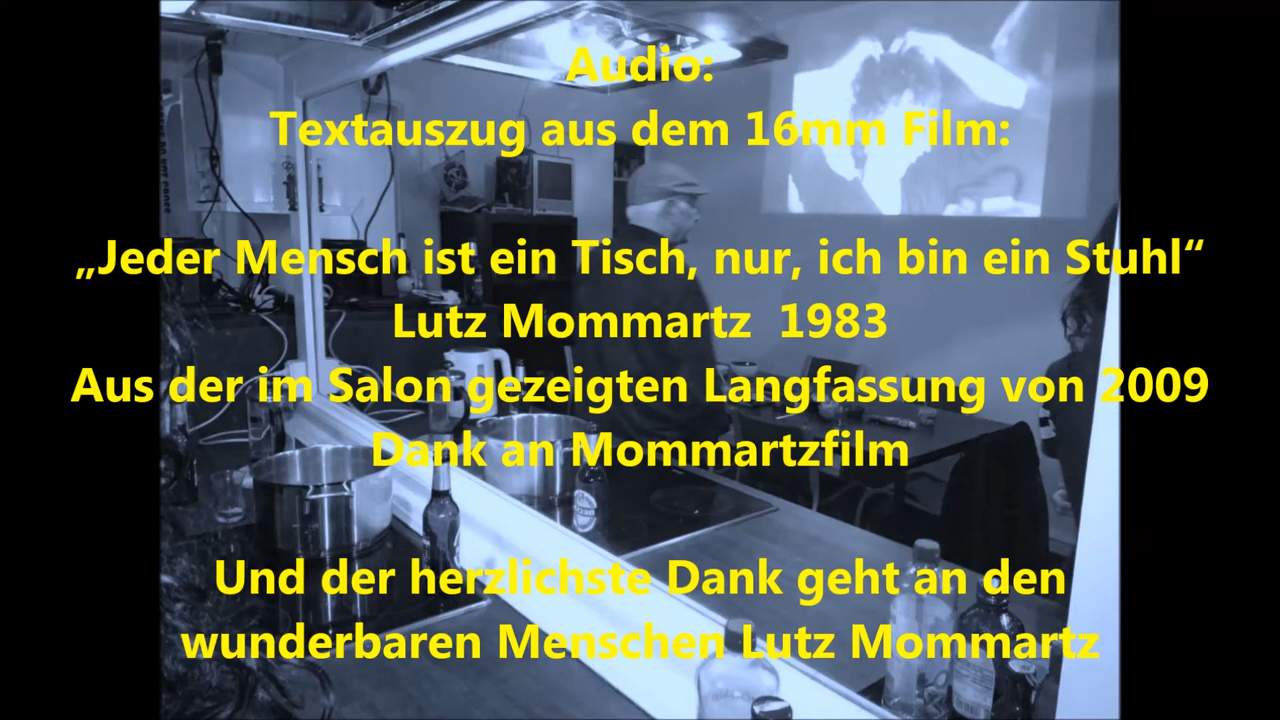 Audio:
Textauszug aus dem 16mm Film:
„Jeder Mensch ist ein Tisch, nur, ich bin ein Stuhl“
Lutz Mommartz 1983
Aus der im Salon gezeigten Langfassung von 2009
Dank an Mommartzfilm
Und der herzlichste Dank geht an den
wunderbaren Menschen Lutz Mommartz